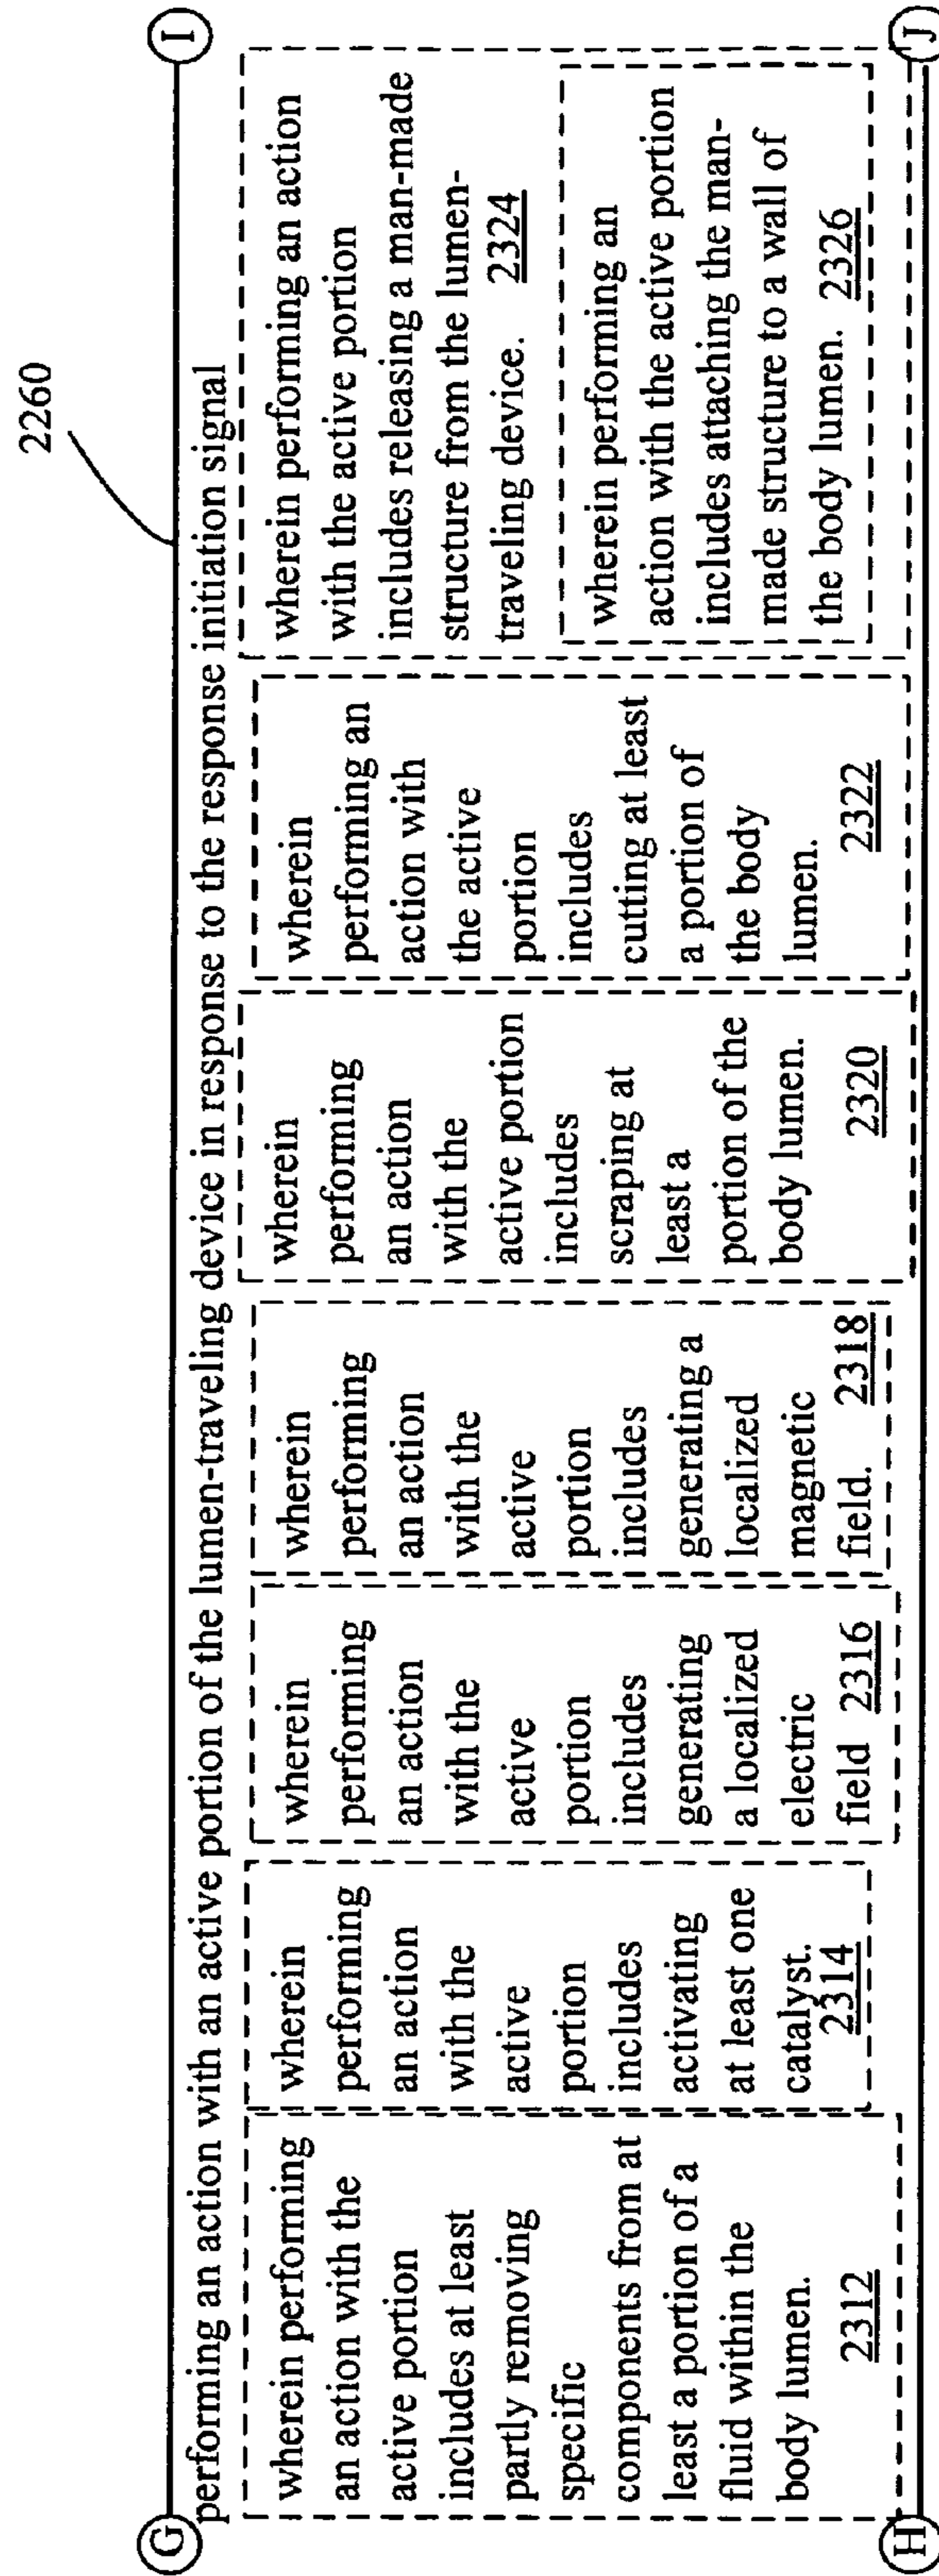 2260
G
I
performing an action with an active portion of the lumen-traveling device in response to the response initiation signal
wherein performing
an action with the
active portion
includes at least
partly removing
specific
components from at
least a portion of a
fluid within the
body lumen.
2312
wherein
performing
an action
with the
active
portion
includes
activating
at least one
catalyst.
2314
wherein
performing
an action
with the
active
portion
includes
generating
a localized
electric
field 2316
wherein
performing
an action
with the
active
portion
includes
generating a
localized
magnetic
field. 2318
wherein
performing
an action
with the
active portion
includes
scraping at
least a
portion of the
body lumen.
2320
wherein
performing an
action with
the active
portion
includes
cutting at least
a portion of
the body
lumen.
2322
wherein performing an action
with the active portion
includes releasing a man-made
structure from the lumen-
traveling device. 2324
wherein performing an
action with the active portion
includes attaching the man-
made structure to a wall of
the body lumen. 2326
H
J